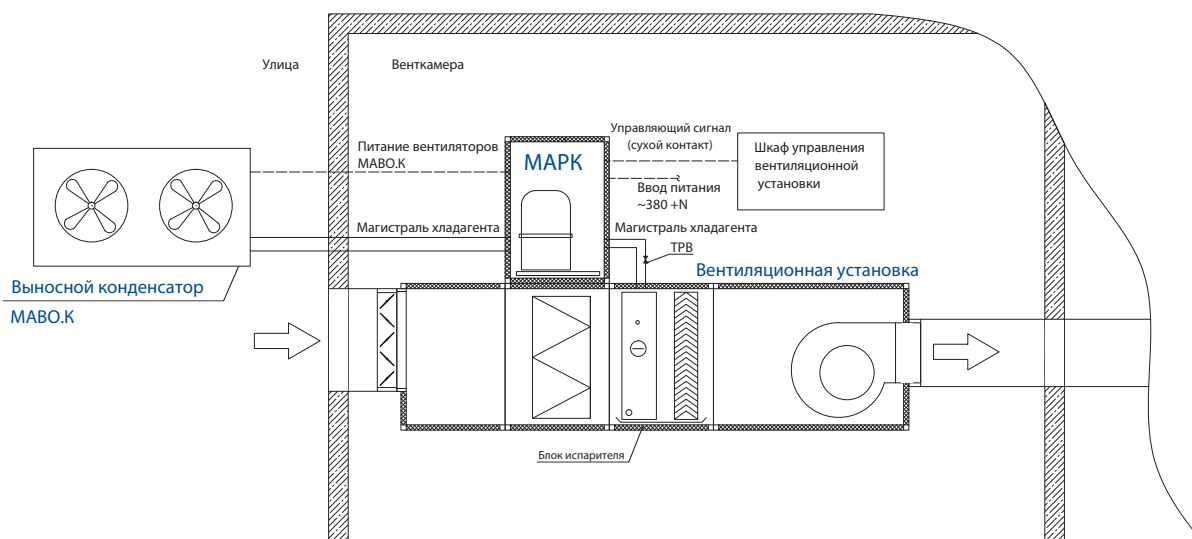 Улица
Венткамера
Питание вентиляторов
МАВО.К
МАРК
Управляющий сигнал
(сухой контакт)
Шкаф управления
вентиляционной
установки
Ввод питания
~380 +N
Магистраль хладагента
Магистраль хладагента
ТРВ
Вентиляционная установка
Выносной конденсатор
МАВО.К
Блок испарителя